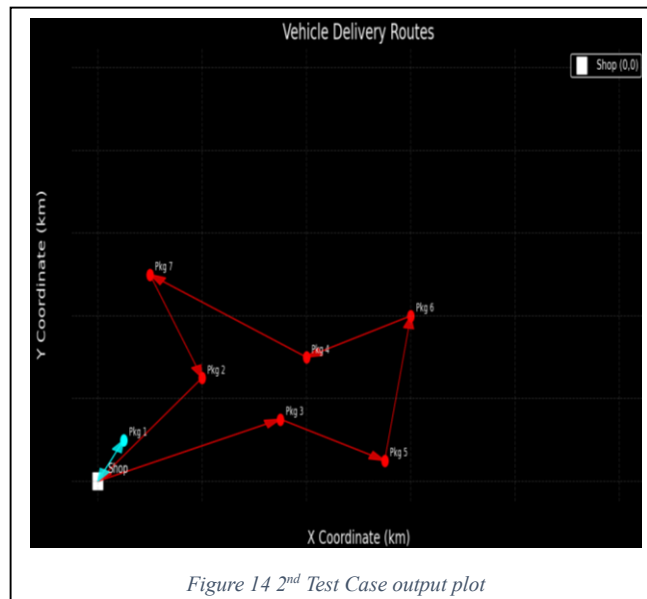 Vehicle Delivery Routes
Shop (0,0)
Y Coordinate (km)
Pkg 7
Pkg 6
Pkg 4
Pkg 2
Pkg 3
Pkg 1
Pkg 5
Shop
X Coordinate (km)
Figure 14 2nd Test Case output plot